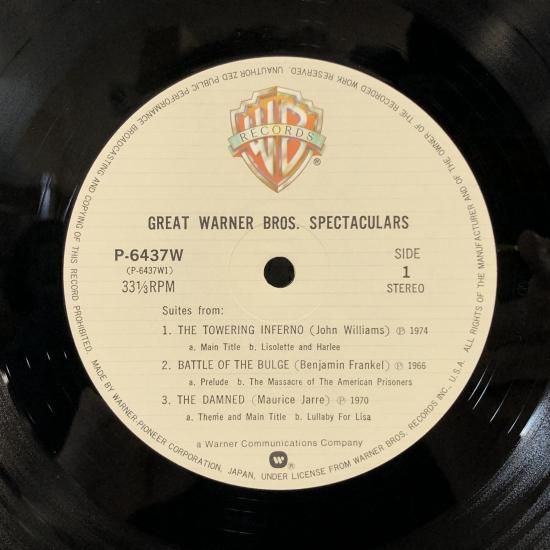 RECORDS
WB
®
GREAT WARNER BROS. SPECTACULARS
P-6437W
(P-6437W1)
33⅓RPM
SIDE
1
STEREO
Suites from:
1. THE TOWERING INFERNO (John Williams) ℗ 1974
a. Main Title b. Lisolette and Harlee
2. BATTLE OF THE BULGE (Benjamin Frankel) ℗ 1966
a. Prelude b. The Massacre of The American Prisoners
3. THE DAMNED (Maurice Jarre) ℗ 1970
a. Theme and Main Title b. Lullaby For Lisa
a Warner Communications Company
W®
MADE BY WARNER-PIONEER CORPORATION, JAPAN, UNDER LICENSE FROM WARNER BROS. RECORDS INC., U.S.A. ALL RIGHTS OF THE MANUFACTURER AND OF THE OWNER OF THE RECORDED WORK RESERVED. UNAUTHORIZED PUBLIC PERFORMANCE BROADCASTING AND COPYING OF THIS RECORD PROHIBITED.